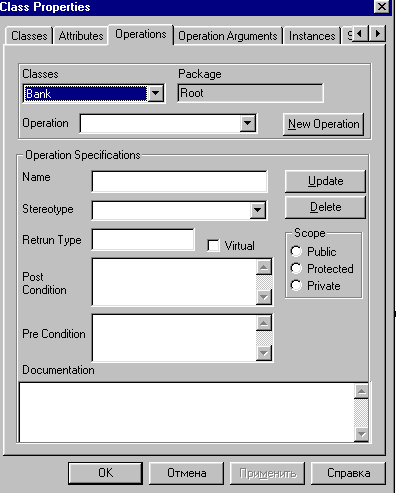 Class Properties
Classes Attributes Operations Operation Arguments Instances S
Classes Package
Bank Root
Operation New Operation
Operation Specifications
Name Update
Stereotype Delete
Retrun Type Virtual Scope
Public
Post Condition Protected
Private
Pre Condition
Documentation
OK Отмена Применить Справка